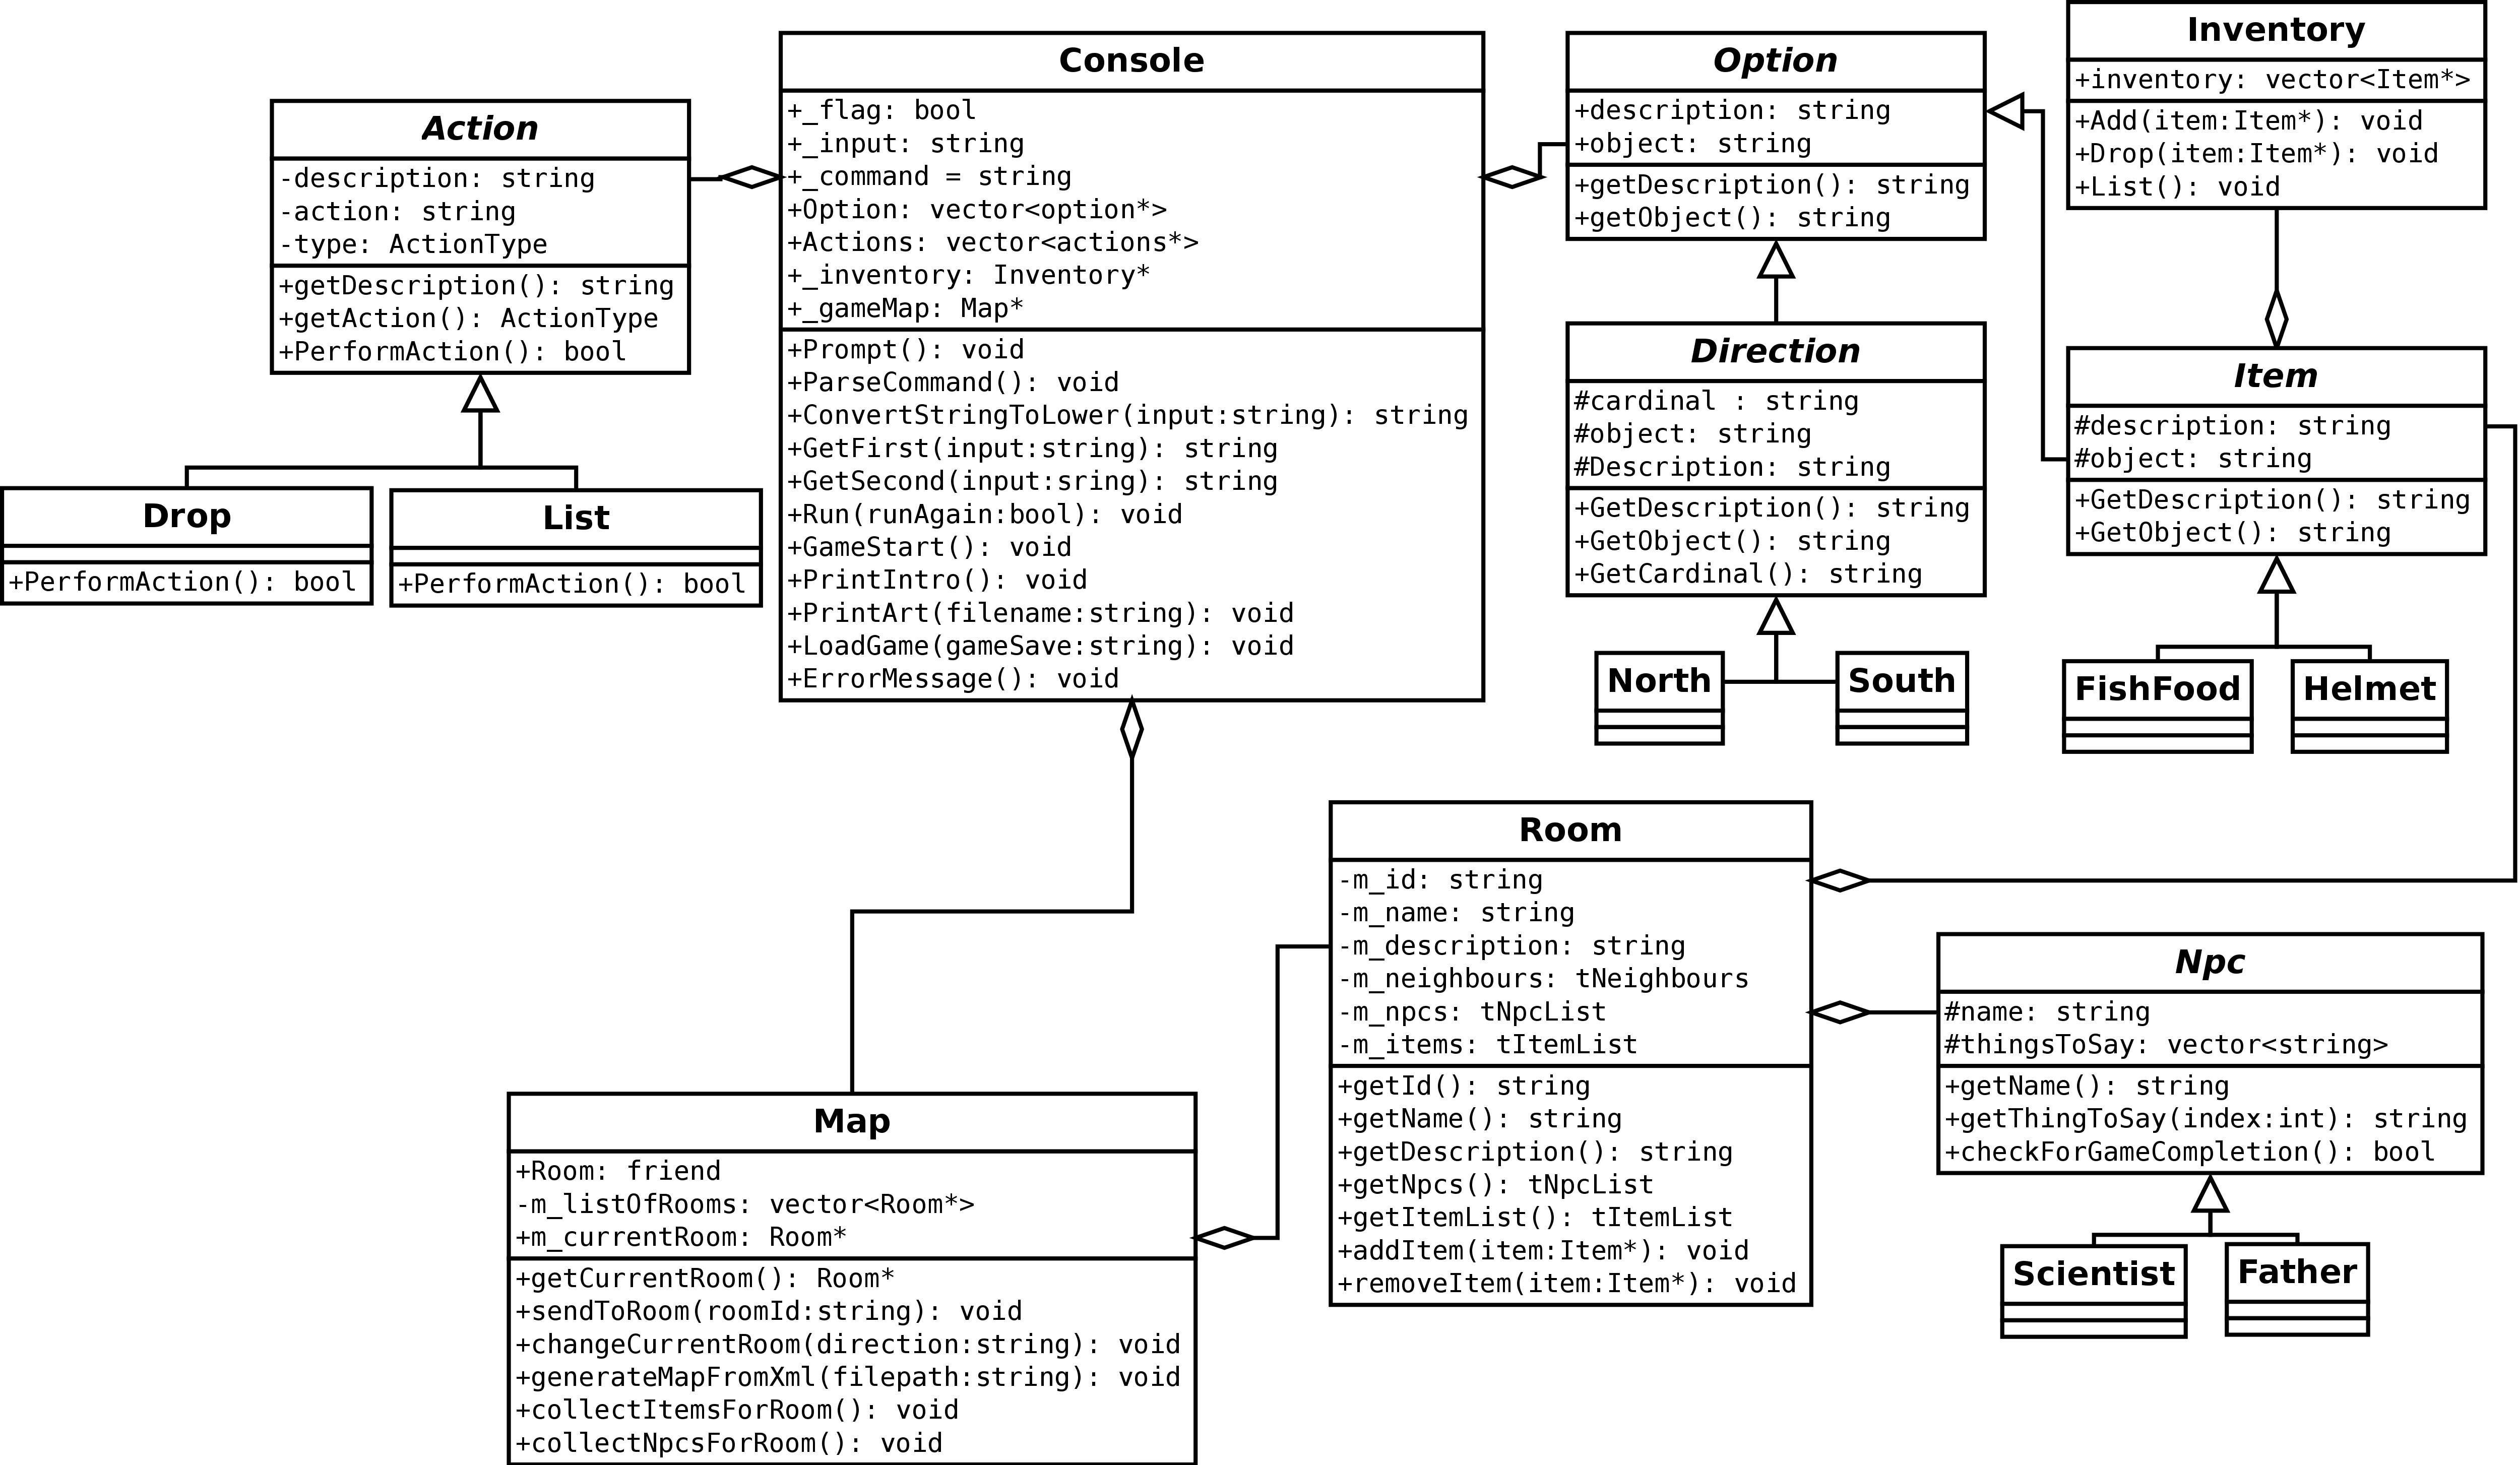 Action
-description: string
-action: string
-type: ActionType
+getDescription(): string
+getAction(): ActionType
+PerformAction(): bool
Drop
+PerformAction(): bool
List
+PerformAction(): bool
Console
+_flag: bool
+_input: string
+_command = string
+Option: vector<option*>
+Actions: vector<actions*>
+_inventory: Inventory*
+_gameMap: Map*
+Prompt(): void
+ParseCommand(): void
+ConvertStringToLower(input:string): string
+GetFirst(input:string): string
+GetSecond(input:sring): string
+Run(runAgain:bool): void
+GameStart(): void
+PrintIntro(): void
+PrintArt(filename:string): void
+LoadGame(gameSave:string): void
+ErrorMessage(): void
Option
+description: string
+object: string
+getDescription(): string
+getObject(): string
Direction
#cardinal : string
#object: string
#Description: string
+GetDescription(): string
+GetObject(): string
+GetCardinal(): string
North
South
Inventory
+inventory: vector<Item*>
+Add(item:Item*): void
+Drop(item:Item*): void
+List(): void
Item
#description: string
#object: string
+GetDescription(): string
+GetObject(): string
FishFood
Helmet
Map
+Room: friend
-m_listOfRooms: vector<Room*>
+m_currentRoom: Room*
+getCurrentRoom(): Room*
+sendToRoom(roomId:string): void
+changeCurrentRoom(direction:string): void
+generateMapFromXml(filepath:string): void
+collectItemsForRoom(): void
+collectNpcsForRoom(): void
Room
-m_id: string
-m_name: string
-m_description: string
-m_neighbours: tNeighbours
-m_npcs: tNpcList
-m_items: tItemList
+getId(): string
+getName(): string
+getDescription(): string
+getNpcs(): tNpcList
+getItemList(): tItemList
+addItem(item:Item*): void
+removeItem(item:Item*): void
Npc
#name: string
#thingsToSay: vector<string>
+getName(): string
+getThingToSay(index:int): string
+checkForGameCompletion(): bool
Scientist
Father